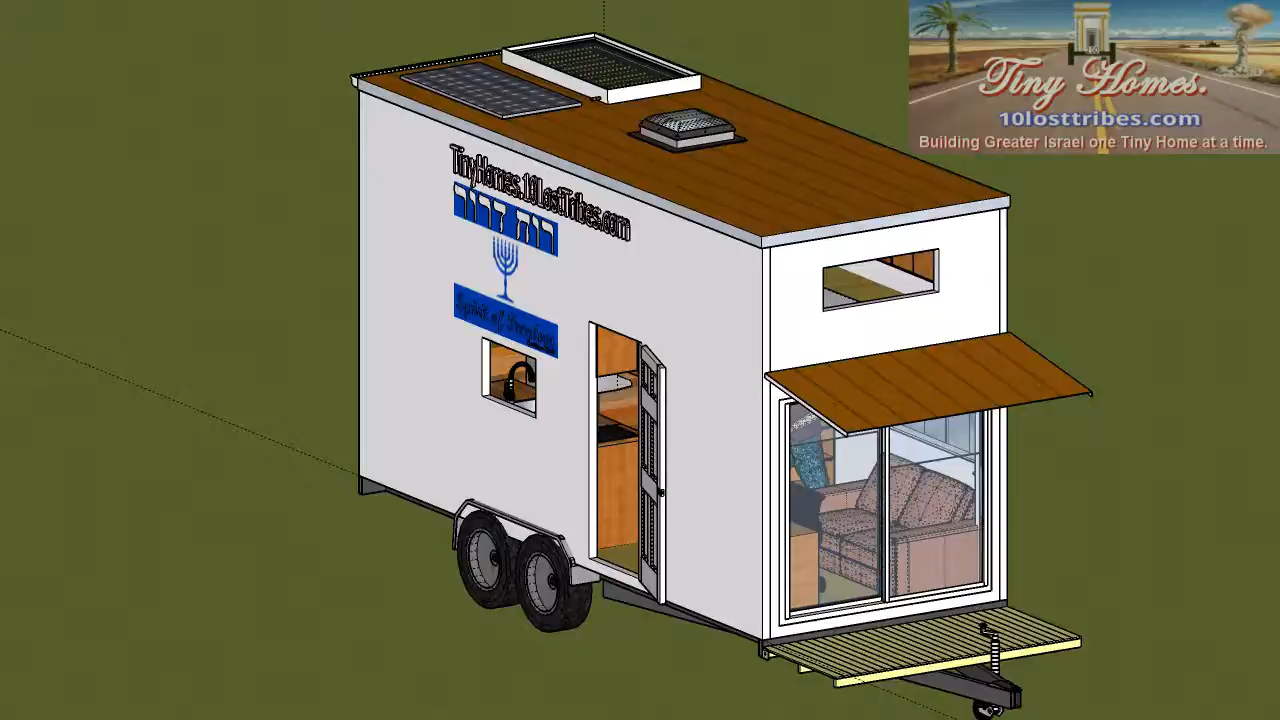 Tiny Homes.
10losttribes.com
Building Greater Israel one Tiny Home at a time.
TinyHomes.10LostTribes.com
רוח דרור
Spirit of Freedom